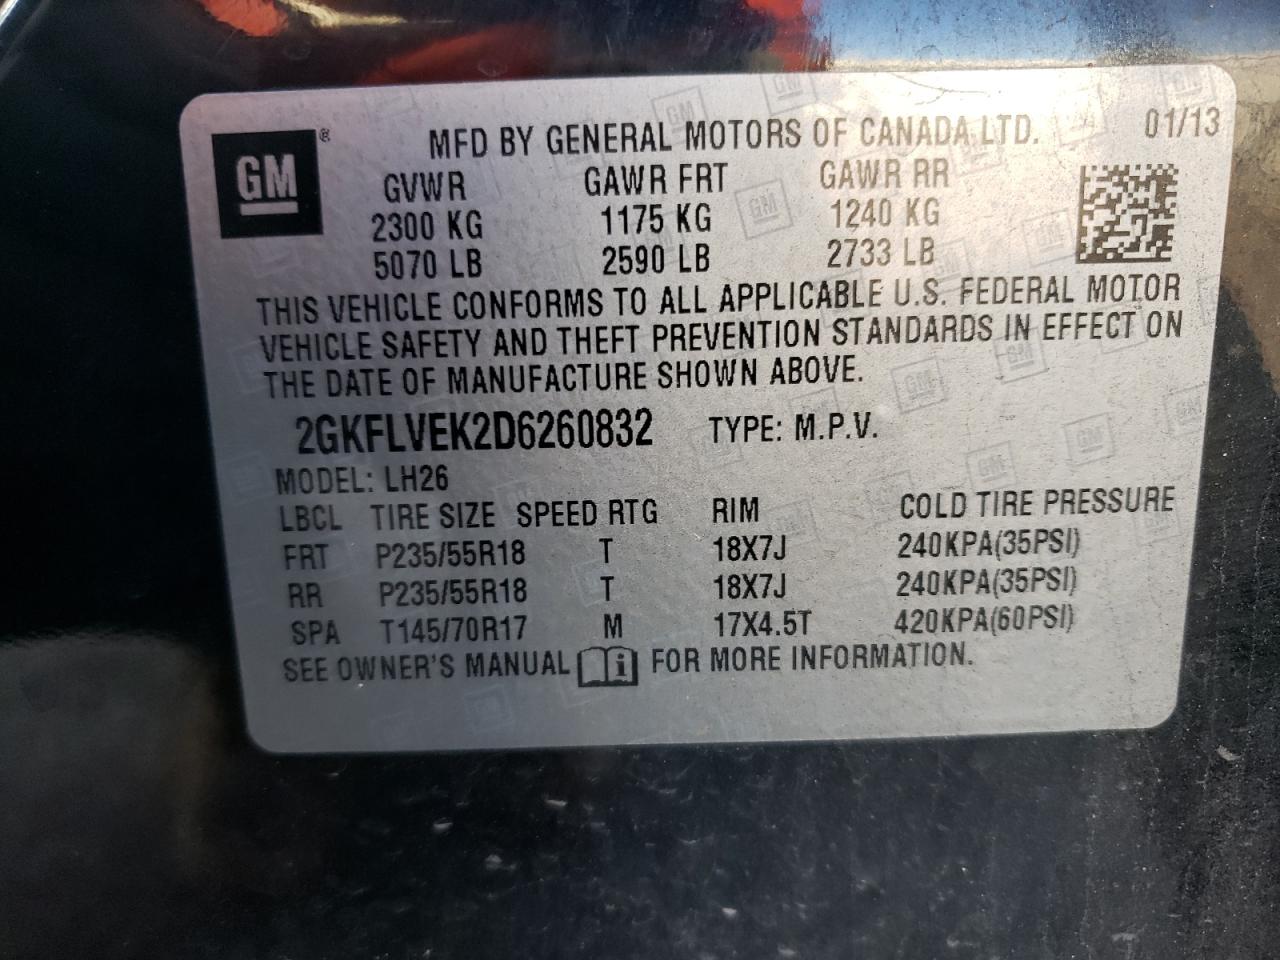 GM ® MFD BY GENERAL MOTORS OF CANADA LTD. 01/13
GVWR GAWR FRT GAWR RR
2300 KG 1175 KG 1240 KG
5070 LB 2590 LB 2733 LB
THIS VEHICLE CONFORMS TO ALL APPLICABLE U.S. FEDERAL MOTOR
VEHICLE SAFETY AND THEFT PREVENTION STANDARDS IN EFFECT ON
THE DATE OF MANUFACTURE SHOWN ABOVE.
2GKFLVEK2D6260832 TYPE: M.P.V.
MODEL: LH26
LBCL TIRE SIZE SPEED RTG RIM COLD TIRE PRESSURE
FRT P235/55R18 T 18X7J 240KPA(35PSI)
RR P235/55R18 T 18X7J 240KPA(35PSI)
SPA T145/70R17 M 17X4.5T 420KPA(60PSI)
SEE OWNER'S MANUAL i FOR MORE INFORMATION.